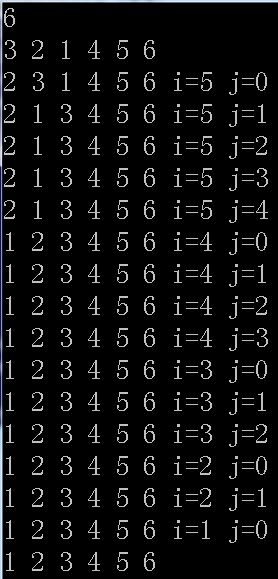 6
3 2 1 4 5 6
2 3 1 4 5 6 i=5 j=0
2 1 3 4 5 6 i=5 j=1
2 1 3 4 5 6 i=5 j=2
2 1 3 4 5 6 i=5 j=3
2 1 3 4 5 6 i=5 j=4
1 2 3 4 5 6 i=4 j=0
1 2 3 4 5 6 i=4 j=1
1 2 3 4 5 6 i=4 j=2
1 2 3 4 5 6 i=4 j=3
1 2 3 4 5 6 i=3 j=0
1 2 3 4 5 6 i=3 j=1
1 2 3 4 5 6 i=3 j=2
1 2 3 4 5 6 i=2 j=0
1 2 3 4 5 6 i=2 j=1
1 2 3 4 5 6 i=1 j=0
1 2 3 4 5 6